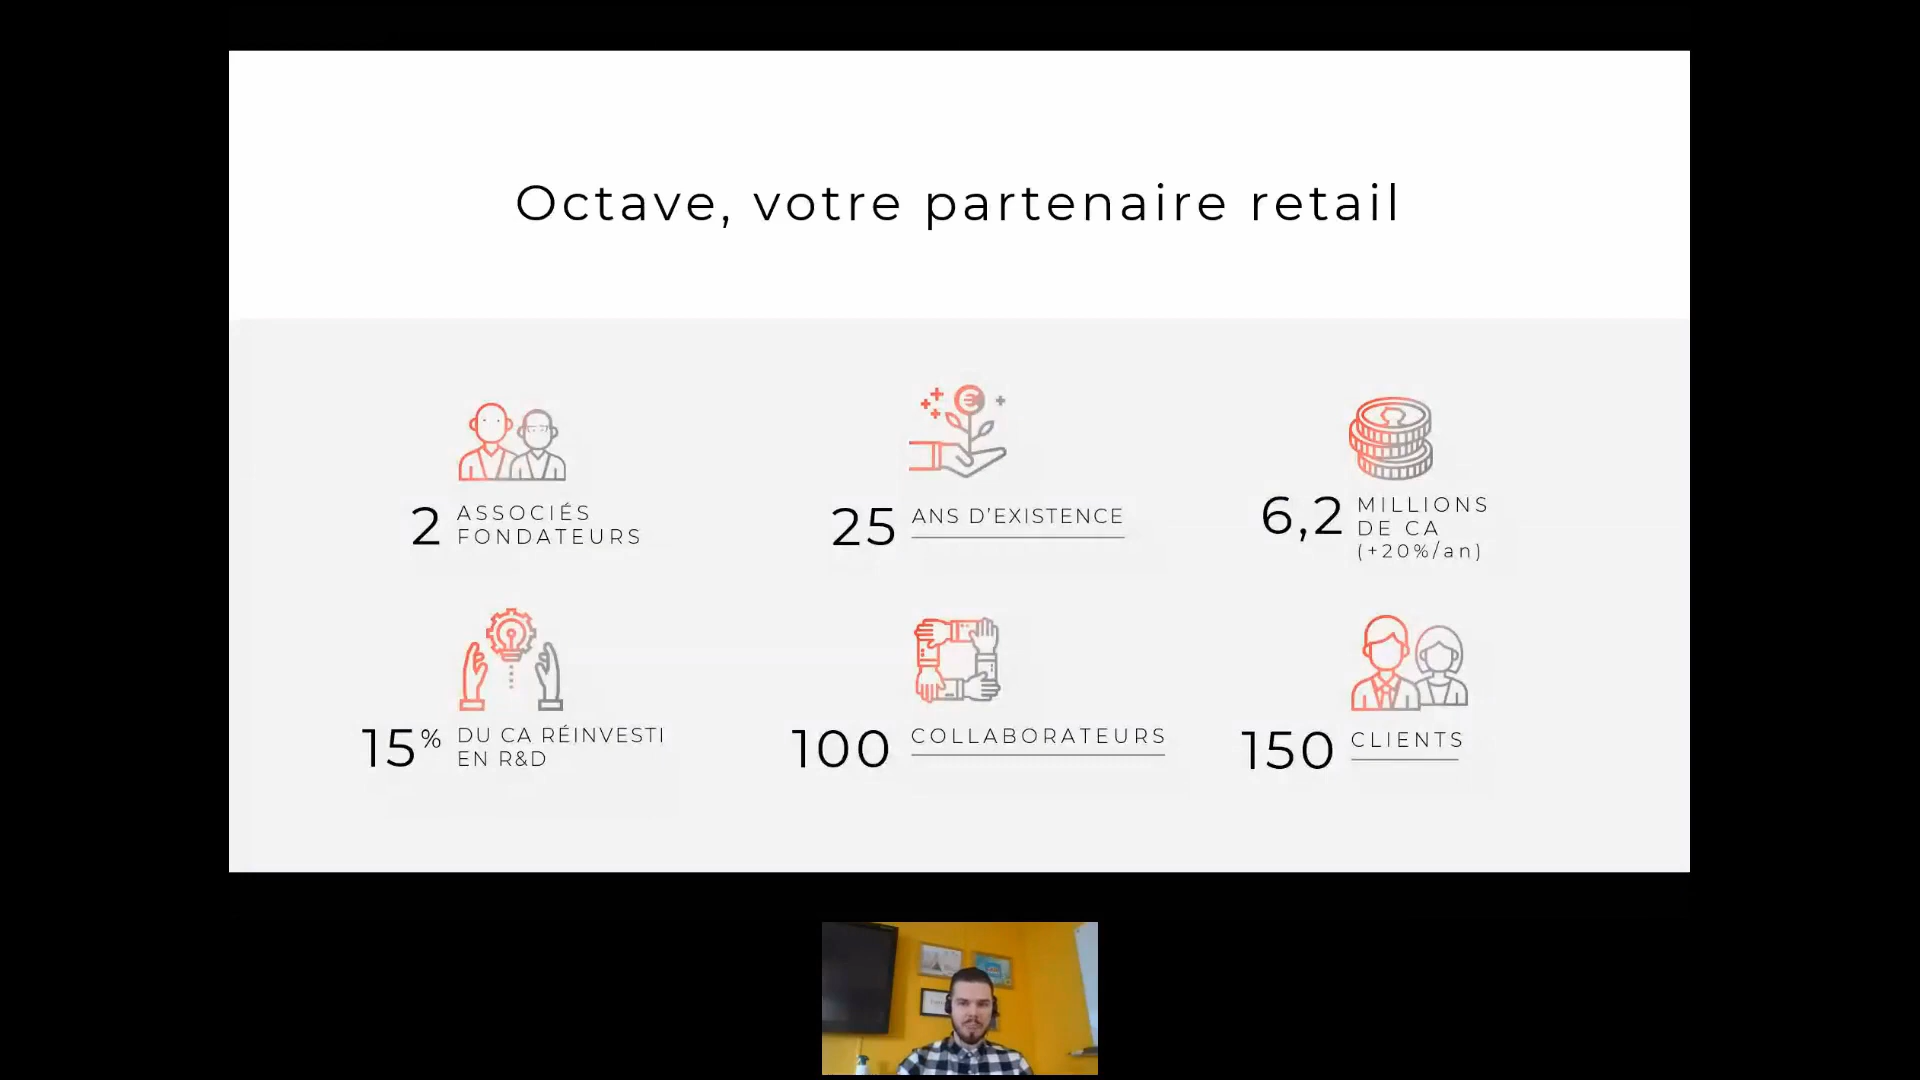 Octave, votre partenaire retail
2 ASSOCIÉS
FONDATEURS
25 ANS D’EXISTENCE
6,2 MILLIONS
DE CA
(+20%/an)
15% DU CA RÉINVESTI
EN R&D
100 COLLABORATEURS
150 CLIENTS